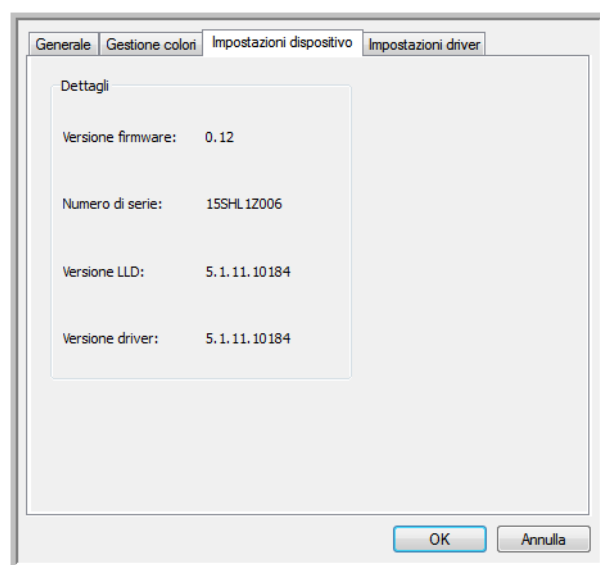 Generale Gestione colori Impostazioni dispositivo Impostazioni driver
Dettagli
Versione firmware: 0.12
Numero di serie: 15SHL1Z006
Versione LLD: 5.1.11.10184
Versione driver: 5.1.11.10184
OK Annulla